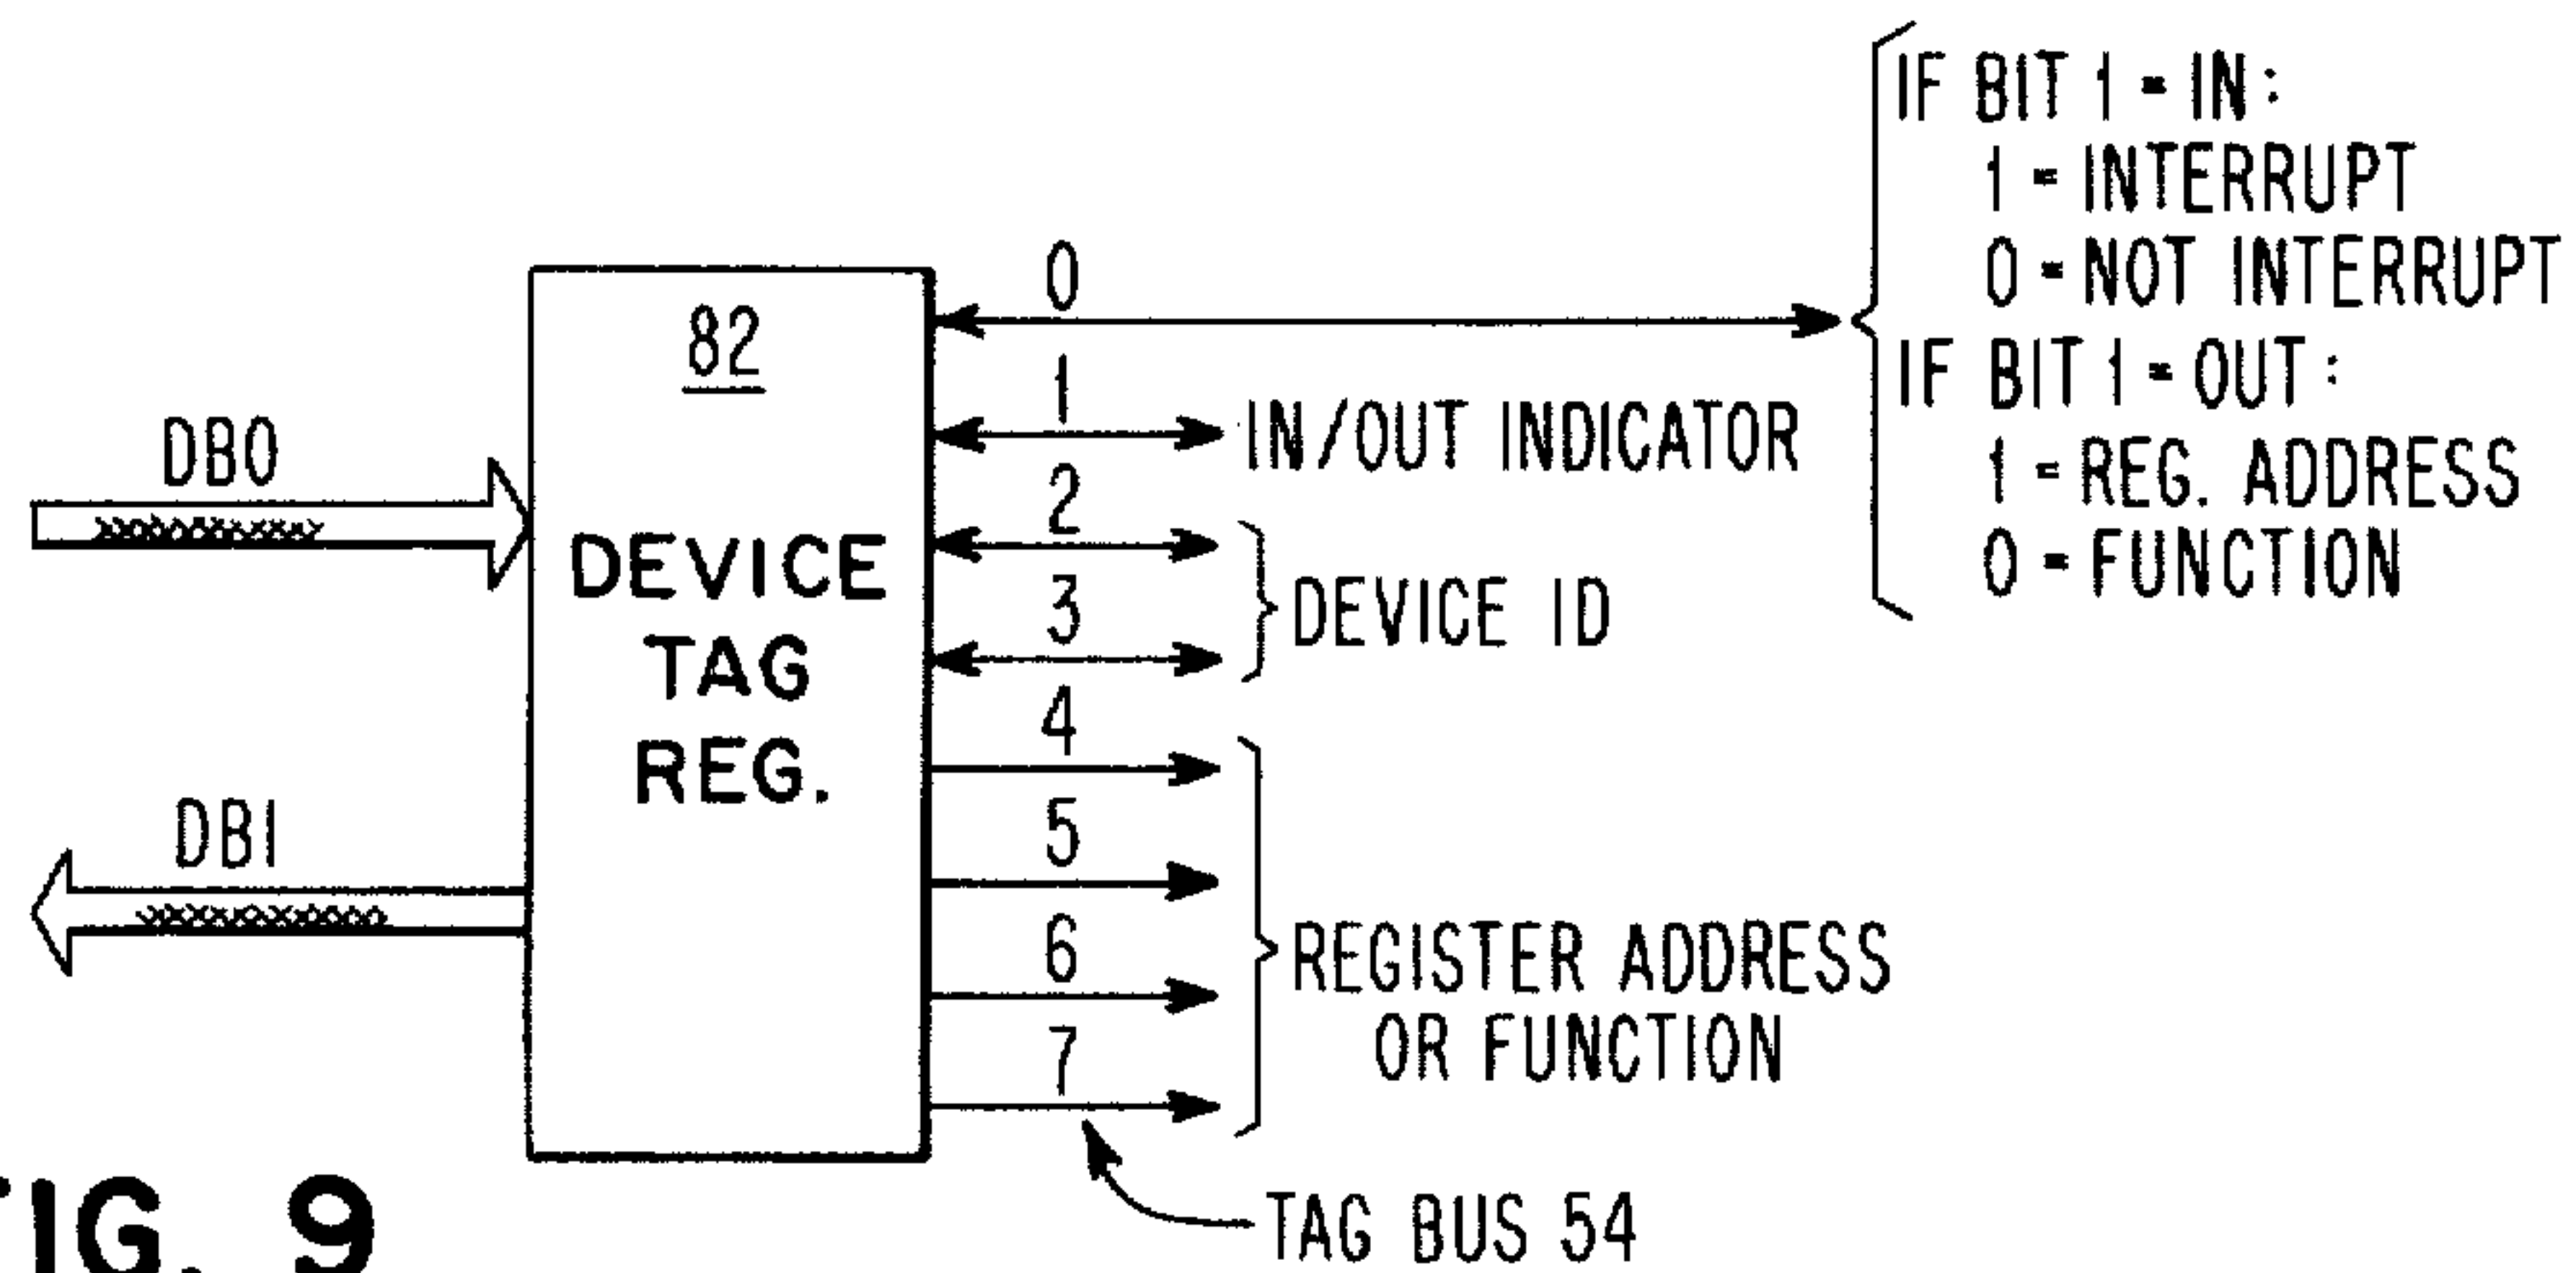 IF BIT 1 = IN:
1 = INTERRUPT
0 = NOT INTERRUPT
IF BIT 1 = OUT:
1 = REG. ADDRESS
0 = FUNCTION
82
DEVICE
TAG
REG.
DBO
DBI
0
1
2
3
4
5
6
7
IN/OUT INDICATOR
DEVICE ID
REGISTER ADDRESS
OR FUNCTION
TAG BUS 54
FIG. 9